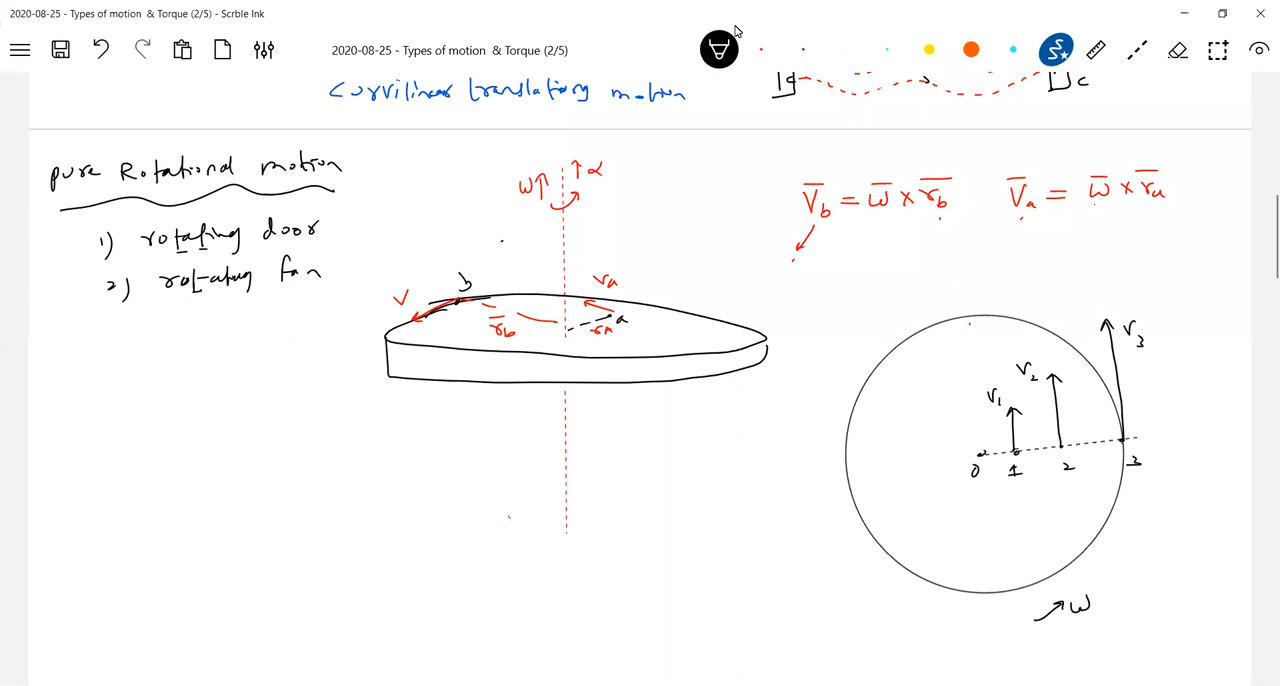 2020-08-25 - Types of motion & Torque (2/5) - Scrble Ink
2020-08-25 - Types of motion & Torque (2/5)
Curvilinear translating motion
pure Rotational motion
1) rotating door
2) rotating fan
ω↑ ↑α
V̅b = ω̅ × r̅b V̅a = ω̅ × r̅a
b
V
Va
r̅b
rA
a
V1
V2
V3
0 1 2 3
ω